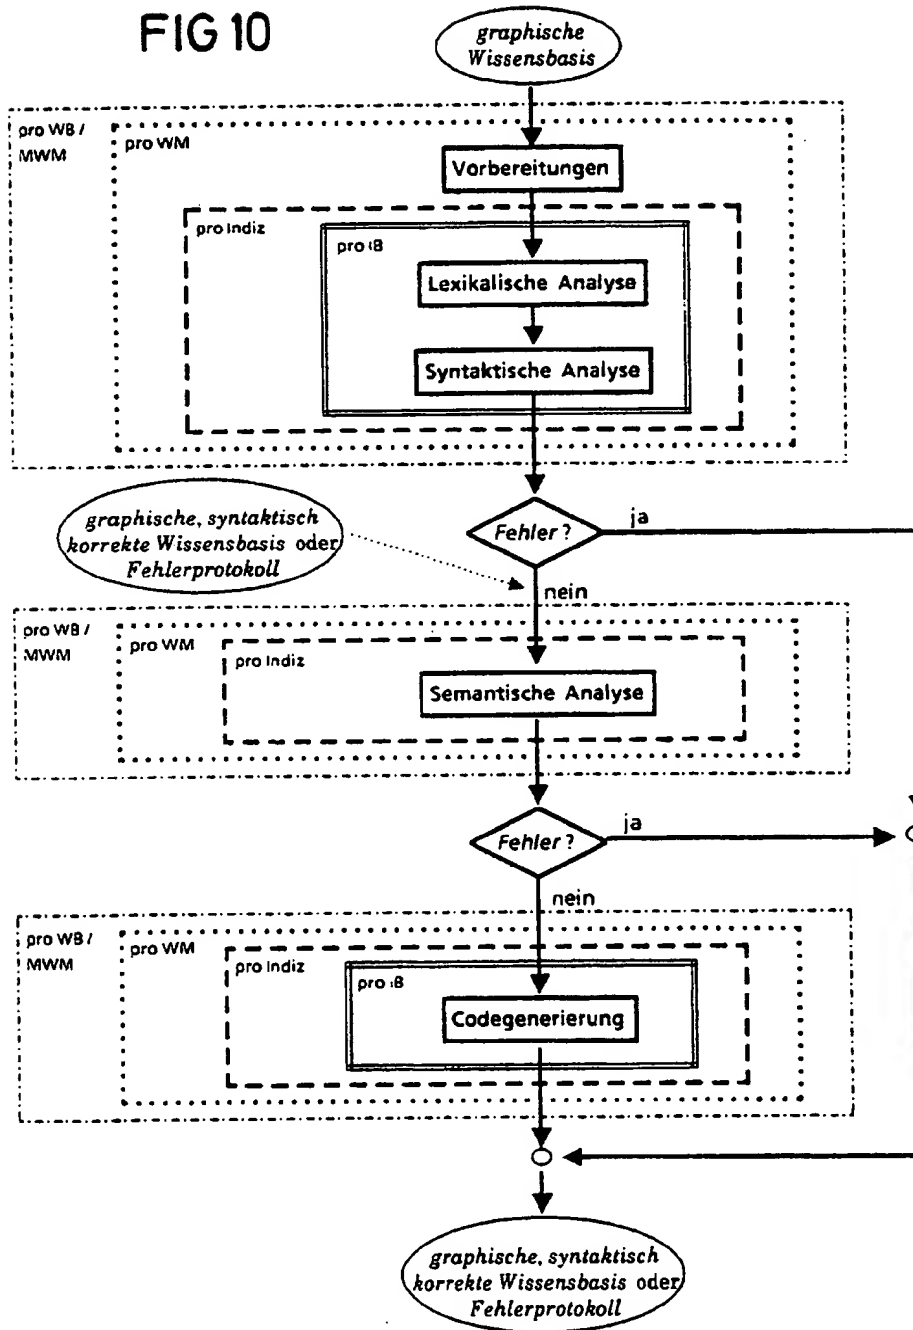 FIG 10
graphische
Wissensbasis
pro WB /
MWM
pro WM
Vorbereitungen
pro Indiz
pro
Lexikalische Analyse
Syntaktische Analyse
graphische, syntaktisch
korrekte Wissensbasis oder
Fehlerprotokoll
Fehler ?
ja
nein
pro WB /
MWM
pro WM
pro Indiz
Semantische Analyse
Fehler ?
ja
nein
pro WB /
MWM
pro WM
pro Indiz
pro
Codegenerierung
graphische, syntaktisch
korrekte Wissensbasis oder
Fehlerprotokoll